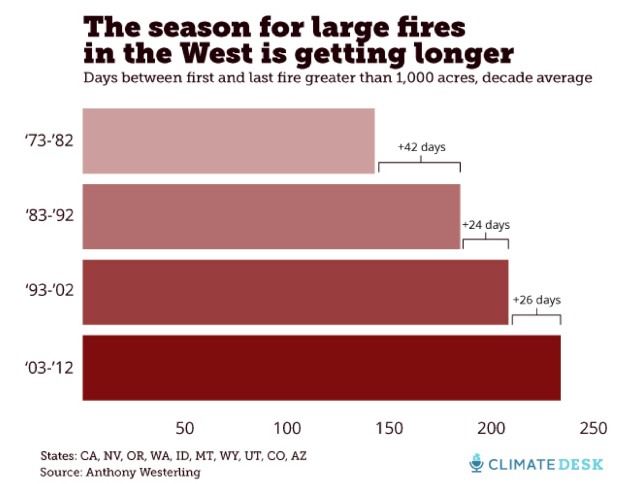 The season for large fires
in the West is getting longer
Days between first and last fire greater than 1,000 acres, decade average
‘73-‘82
+42 days
‘83-‘92
+24 days
‘93-‘02
+26 days
‘03-‘12
50 100 150 200 250
States: CA, NV, OR, WA, ID, MT, WY, UT, CO, AZ
Source: Anthony Westerling
CLIMATE DESK